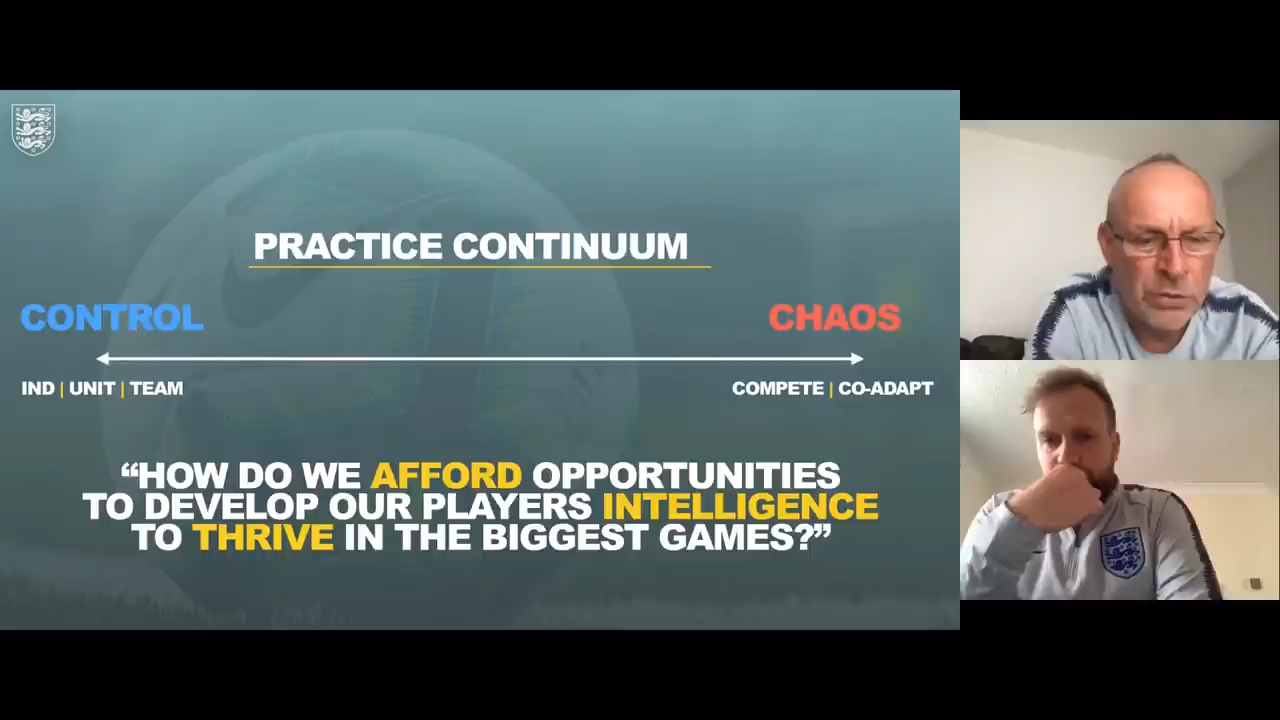 PRACTICE CONTINUUM
CONTROL
CHAOS
IND | UNIT | TEAM
COMPETE | CO-ADAPT
“HOW DO WE AFFORD OPPORTUNITIES
TO DEVELOP OUR PLAYERS INTELLIGENCE
TO THRIVE IN THE BIGGEST GAMES?”